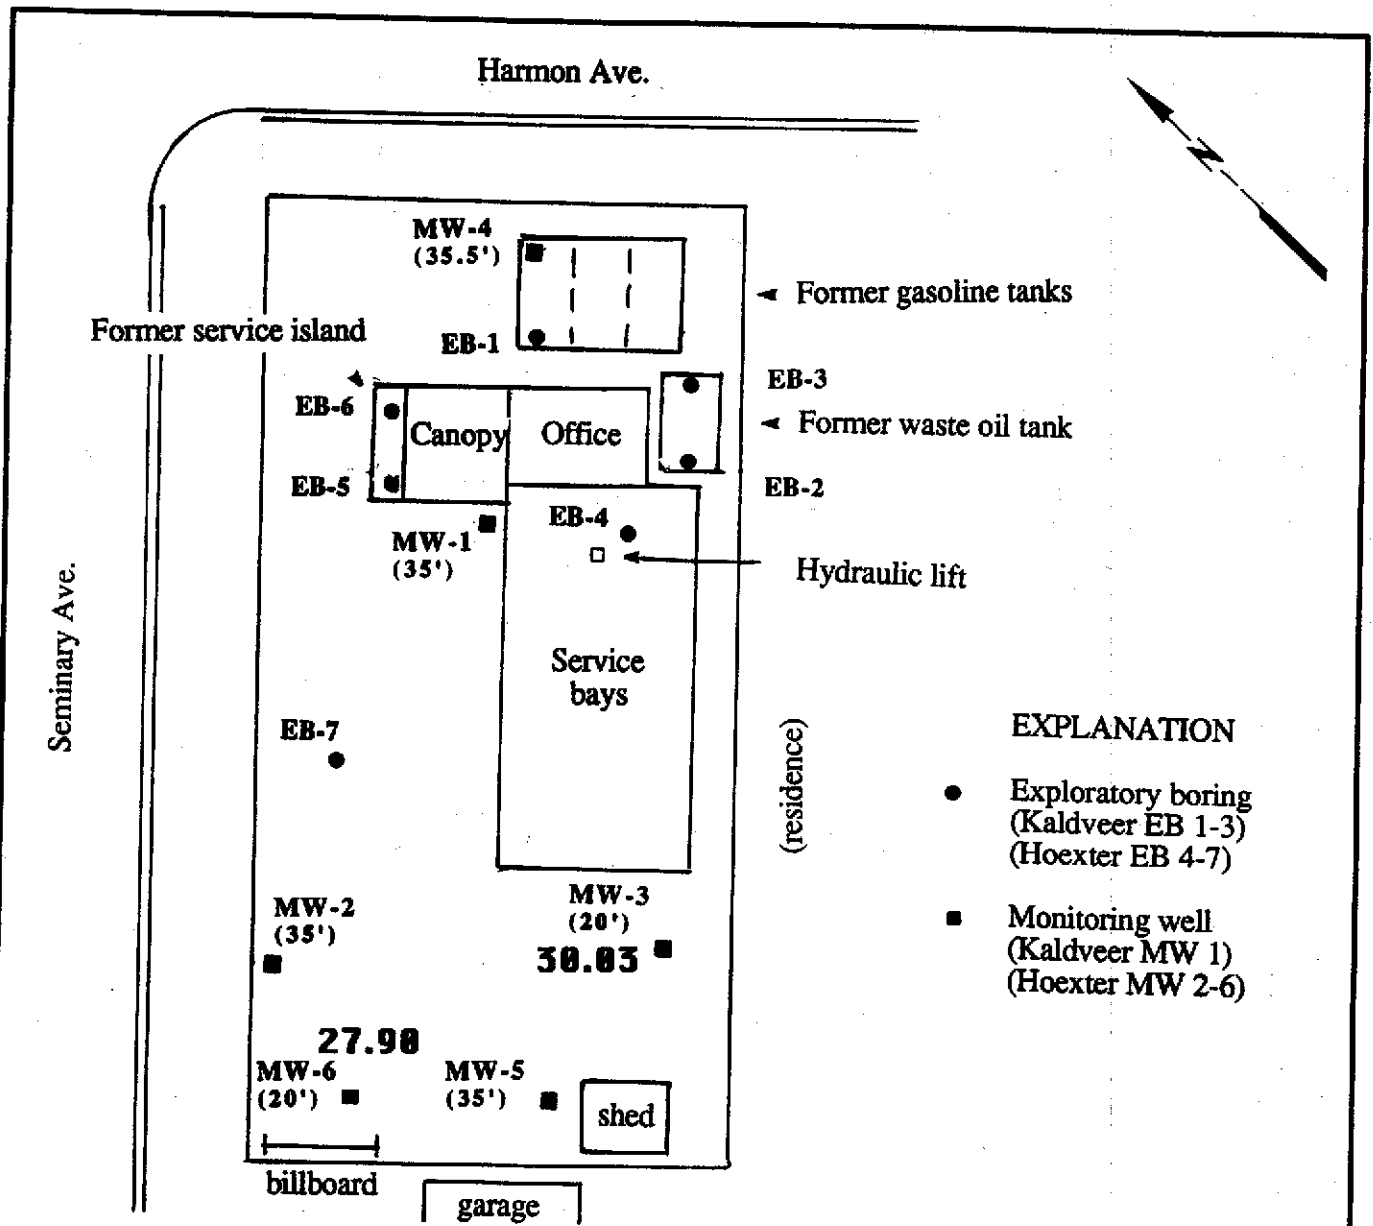 Harmon Ave.
N
MW-4
(35.5')
Former gasoline tanks
Former service island
EB-1
EB-3
EB-6
Canopy
Office
Former waste oil tank
EB-5
EB-2
EB-4
MW-1
(35')
Hydraulic lift
Seminary Ave.
Service
bays
EB-7
(residence)
EXPLANATION
Exploratory boring
(Kaldveer EB 1-3)
(Hoexter EB 4-7)
MW-2
(35')
MW-3
(20')
30.03
Monitoring well
(Kaldveer MW 1)
(Hoexter MW 2-6)
27.90
MW-6
(20')
MW-5
(35')
shed
billboard
garage